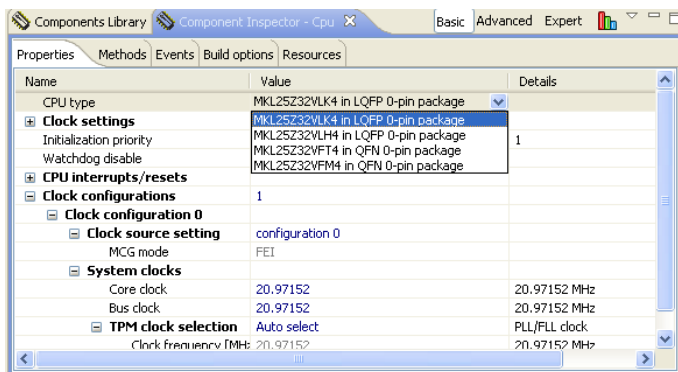 Components Library Component Inspector - Cpu Basic Advanced Expert
Properties Methods Events Build options Resources
Name Value Details
CPU type MKL25Z32VLK4 in LQFP 0-pin package
Clock settings MKL25Z32VLK4 in LQFP 0-pin package
MKL25Z32VLH4 in LQFP 0-pin package
Initialization priority 1
MKL25Z32VFT4 in QFN 0-pin package
Watchdog disable
MKL25Z32VFM4 in QFN 0-pin package
CPU interrupts/resets
Clock configurations 1
Clock configuration 0
Clock source setting configuration 0
MCG mode FEI
System clocks
Core clock 20.97152 20.97152 MHz
Bus clock 20.97152 20.97152 MHz
TPM clock selection Auto select PLL/FLL clock
Clock frequency [MHz 20.97152 20.97152 MHz